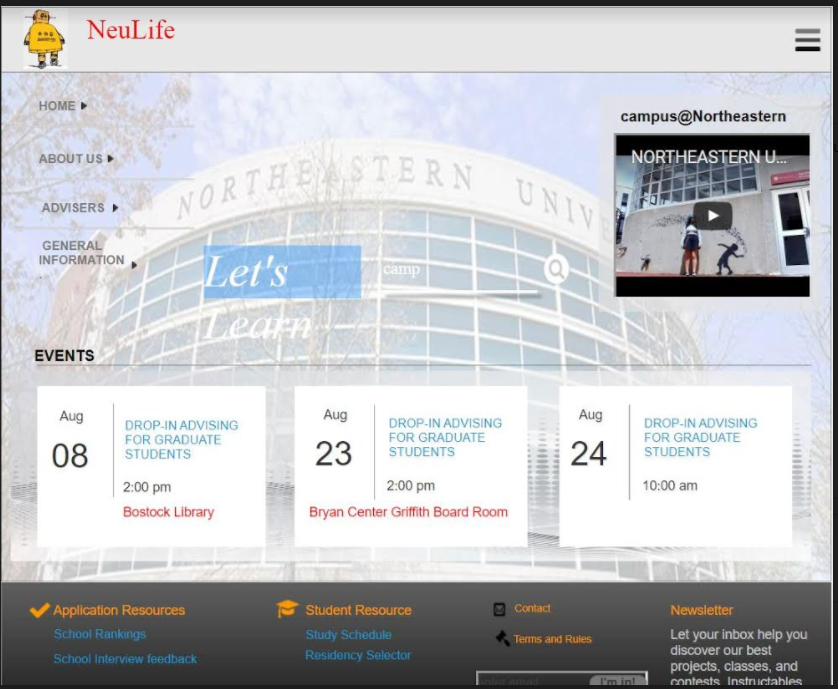 NeuLife
HOME
ABOUT US
ADVISERS
GENERAL
INFORMATION
campus@Northeastern
NORTHEASTERN U...
NORTHEASTERN UNIV
Let's
Learn
camp
EVENTS
Aug
08
DROP-IN ADVISING
FOR GRADUATE
STUDENTS
2:00 pm
Bostock Library
Aug
23
DROP-IN ADVISING
FOR GRADUATE
STUDENTS
2:00 pm
Bryan Center Griffith Board Room
Aug
24
DROP-IN ADVISING
FOR GRADUATE
STUDENTS
10:00 am
Application Resources
School Rankings
School Interview feedback
Student Resource
Study Schedule
Residency Selector
Contact
Terms and Rules
I'm in!
Newsletter
Let your inbox help you
discover our best
projects, classes, and
contests. Instructables